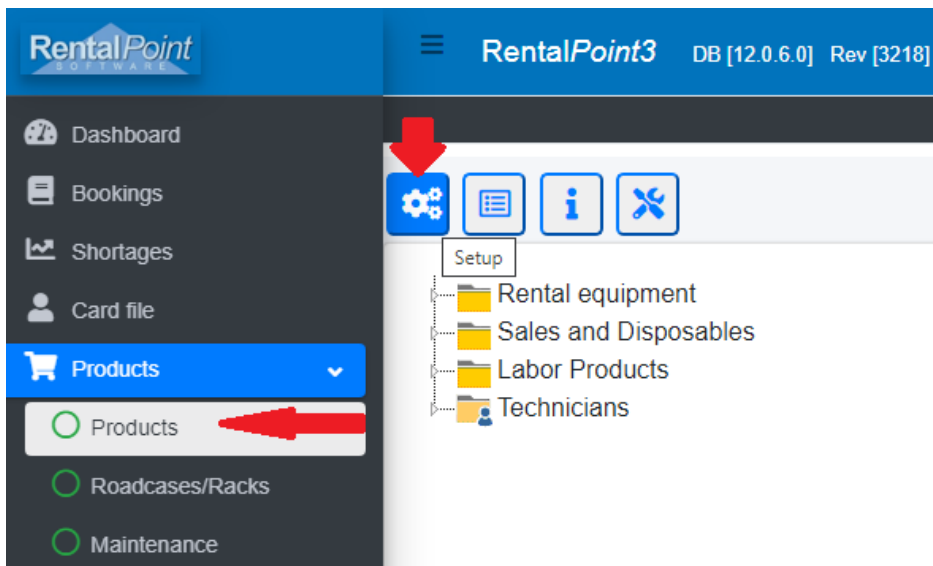 RentalPoint
SOFTWARE
RentalPoint3 DB [12.0.6.0] Rev [3218]
Dashboard
Bookings
Shortages
Card file
Products
Products
Roadcases/Racks
Maintenance
Setup
Rental equipment
Sales and Disposables
Labor Products
Technicians